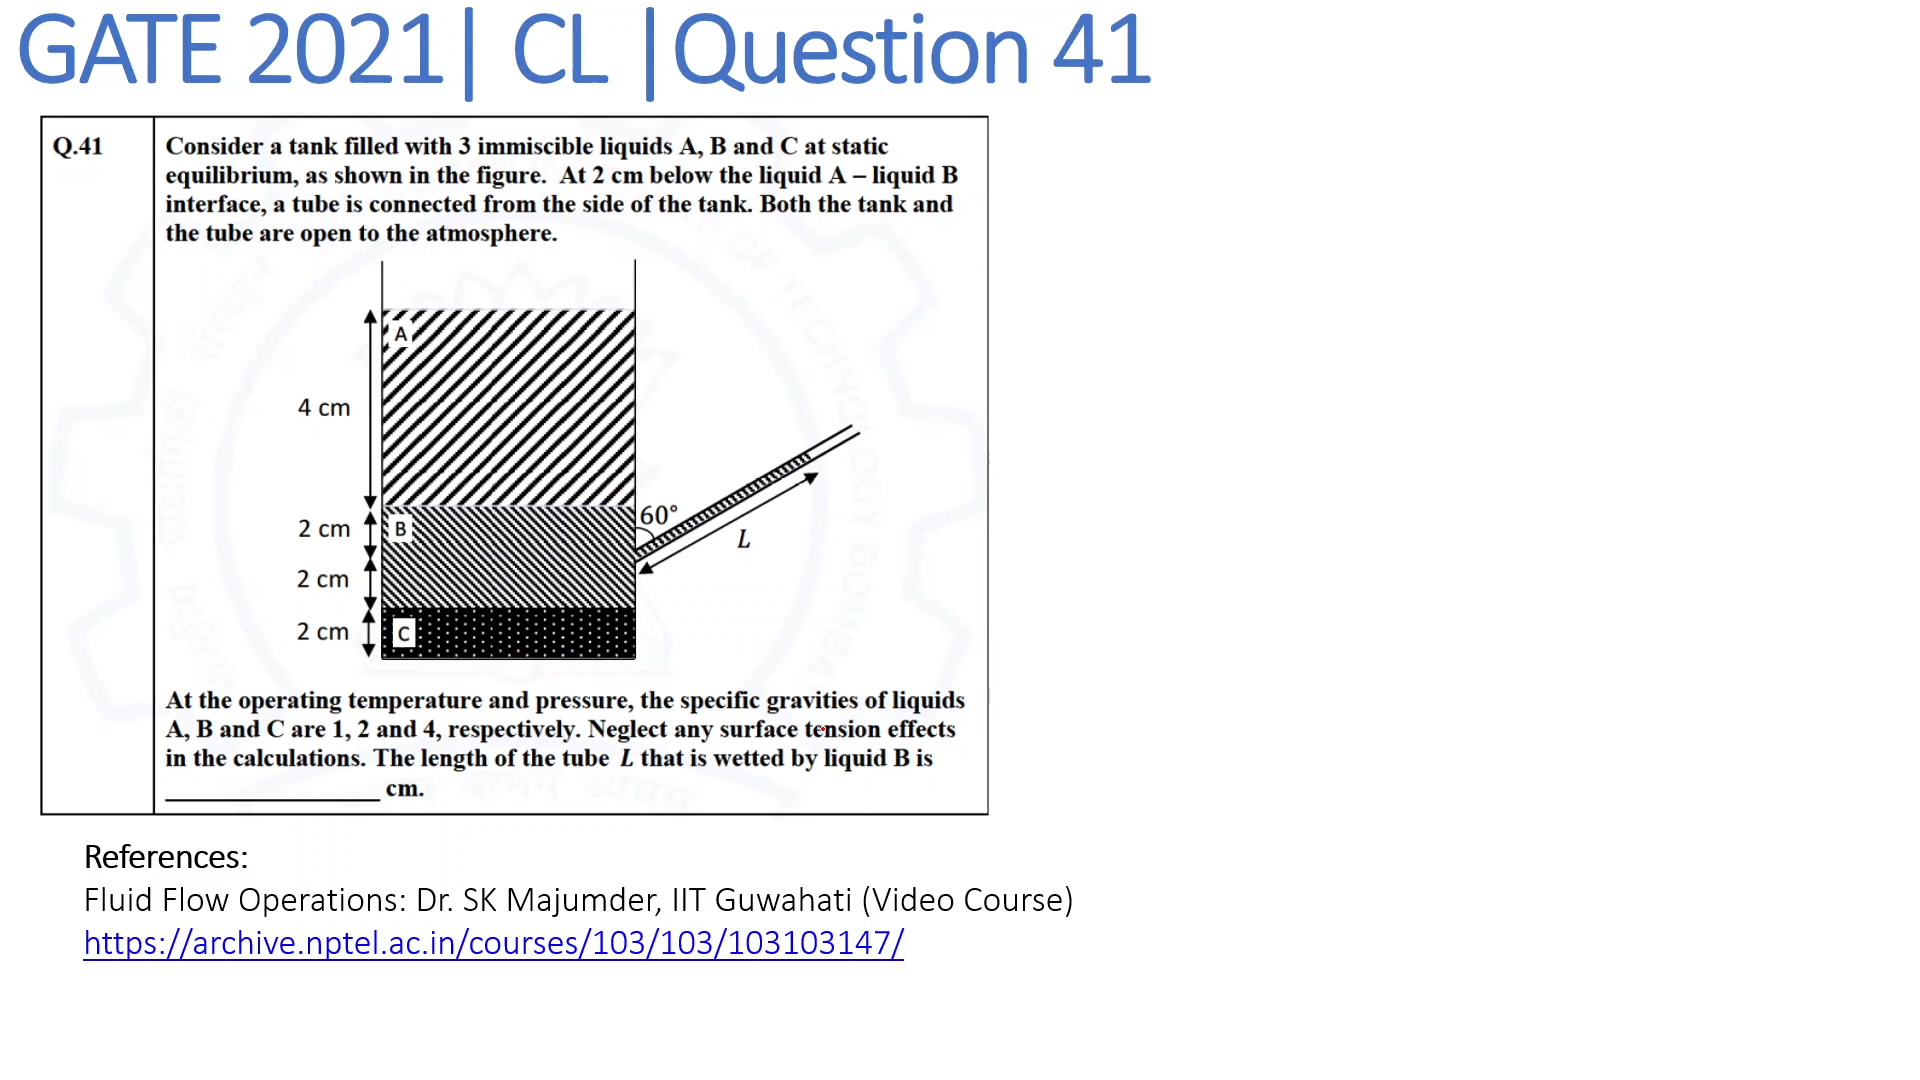 GATE 2021| CL |Question 41
Q.41
Consider a tank filled with 3 immiscible liquids A, B and C at static
equilibrium, as shown in the figure. At 2 cm below the liquid A – liquid B
interface, a tube is connected from the side of the tank. Both the tank and
the tube are open to the atmosphere.
A
4 cm
60°
2 cm
B
L
2 cm
2 cm
C
At the operating temperature and pressure, the specific gravities of liquids
A, B and C are 1, 2 and 4, respectively. Neglect any surface tension effects
in the calculations. The length of the tube L that is wetted by liquid B is
____________________ cm.
References:
Fluid Flow Operations: Dr. SK Majumder, IIT Guwahati (Video Course)
https://archive.nptel.ac.in/courses/103/103/103103147/